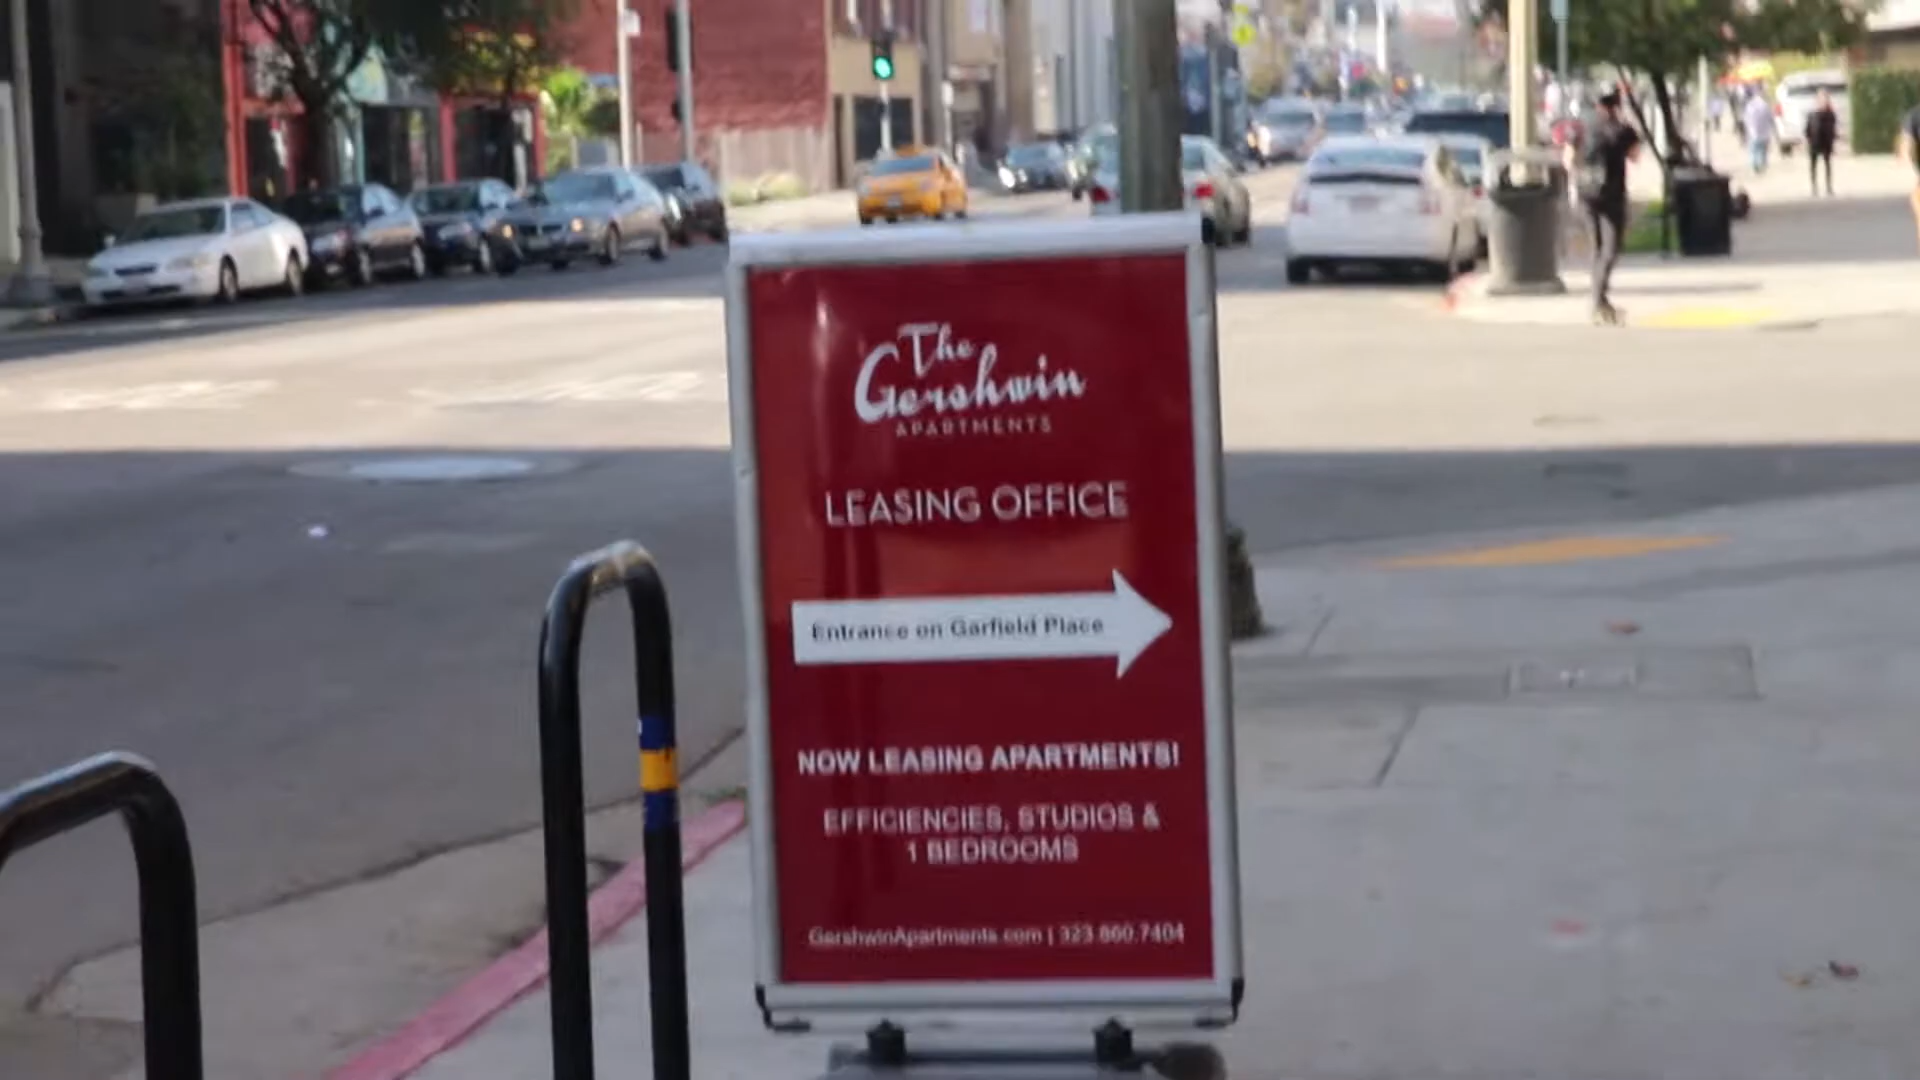 The
Gershwin
APARTMENTS
LEASING OFFICE
Entrance on Garfield Place
NOW LEASING APARTMENTS!
EFFICIENCIES, STUDIOS &
1 BEDROOMS
GershwinApartments.com | 323.860.7404